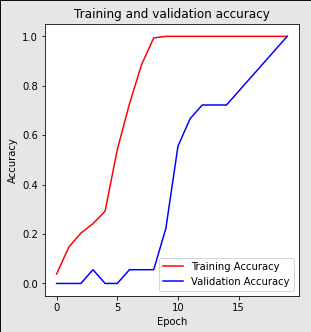 Training and validation accuracy
1.0
0.8
0.6
0.4
0.2
0.0
Accuracy
Training Accuracy
Validation Accuracy
0 5 10 15
Epoch